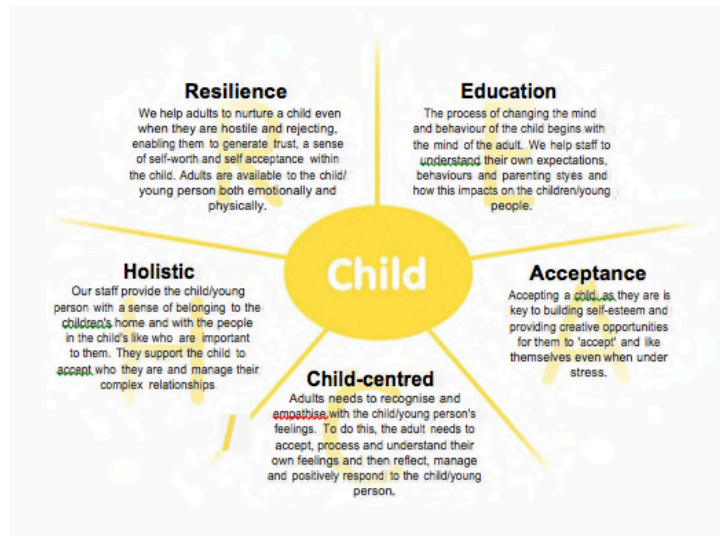 Resilience
We help adults to nurture a child even
when they are hostile and rejecting,
enabling them to generate trust, a sense
of self-worth and self acceptance within
the child. Adults are available to the child/
young person both emotionally and
physically.
Education
The process of changing the mind
and behaviour of the child begins with
the mind of the adult. We help staff to
understand their own expectations,
behaviours and parenting styes and
how this impacts on the children/young
people.
Child
Holistic
Our staff provide the child/young
person with a sense of belonging to the
children's home and with the people
in the child's like who are important
to them. They support the child to
accept who they are and manage their
complex relationships
Acceptance
Accepting a child, as they are is
key to building self-esteem and
providing creative opportunities
for them to 'accept' and like
themselves even when under
stress.
Child-centred
Adults needs to recognise and
empathise with the child/young person's
feelings. To do this, the adult needs to
accept, process and understand their
own feelings and then reflect, manage
and positively respond to the child/young
person.
R
E
H
A
C